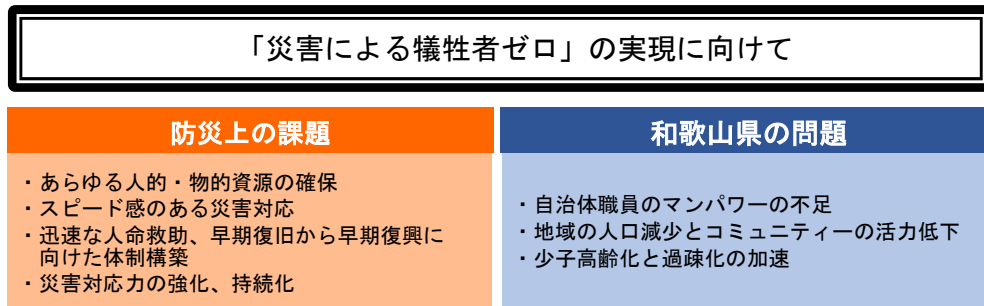 「災害による犠牲者ゼロ」の実現に向けて
防災上の課題
・あらゆる人的・物的資源の確保
・スピード感のある災害対応
・迅速な人命救助、早期復旧から早期復興に
向けた体制構築
・災害対応力の強化、持続化
和歌山県の問題
・自治体職員のマンパワーの不足
・地域の人口減少とコミュニティーの活力低下
・少子高齢化と過疎化の加速